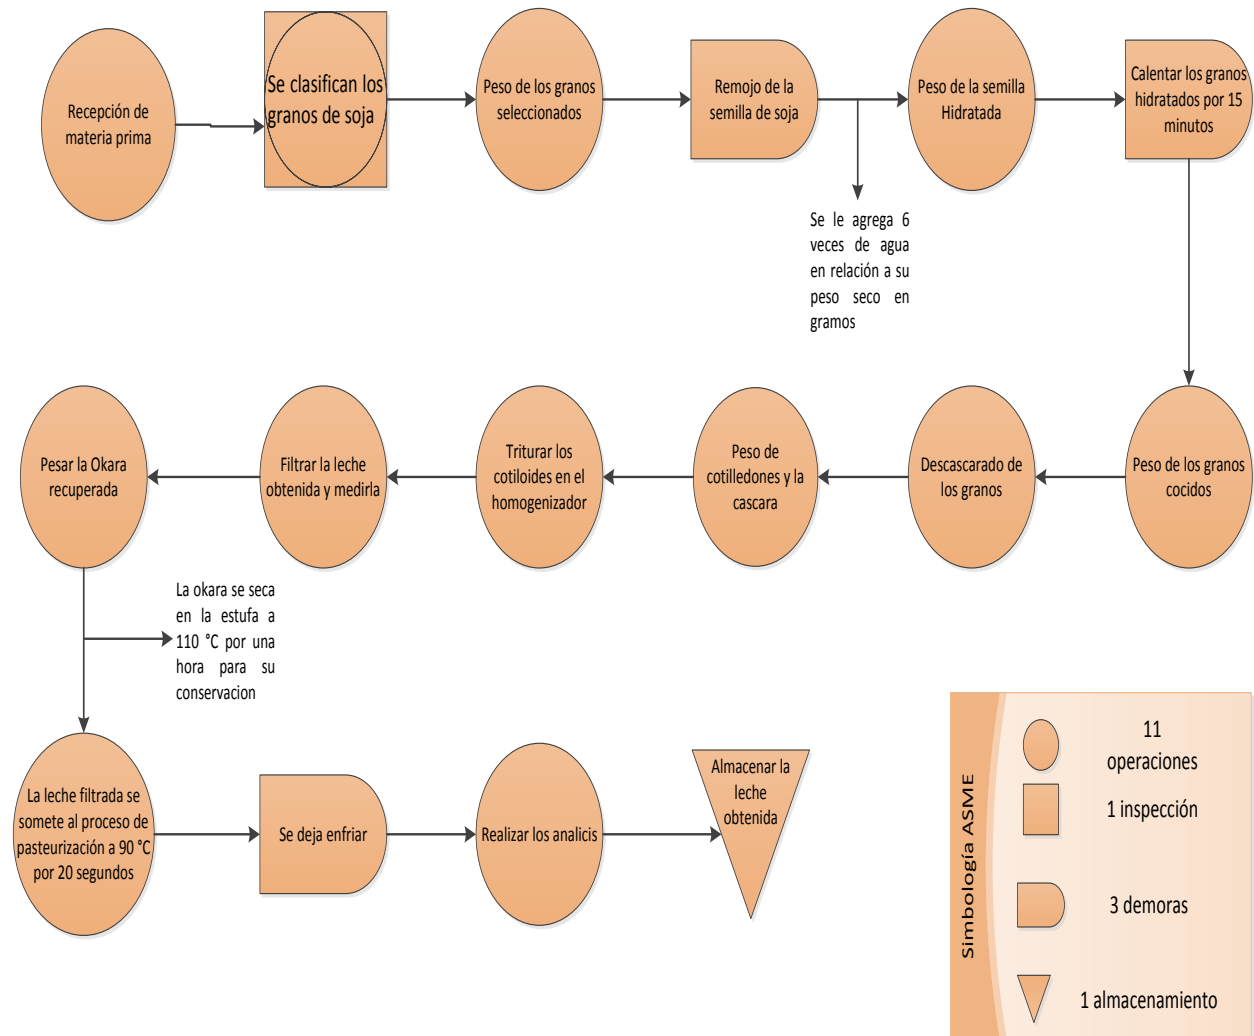 Recepción de
materia prima
Se clasifican los
granos de soja
Peso de los granos
seleccionados
Remojo de la
semilla de soja
Peso de la semilla
Hidratada
Calentar los granos
hidratados por 15
minutos
Se le agrega 6
veces de agua
en relación a su
peso seco en
gramos
Peso de los granos
cocidos
Descascarado de
los granos
Peso de
cotilledones y la
cascara
Triturar los
cotiloides en el
homogenizador
Filtrar la leche
obtenida y medirla
Pesar la Okara
recuperada
La okara se seca
en la estufa a
110 °C por una
hora para su
conservacion
La leche filtrada se
somete al proceso de
pasteurización a 90 °C
por 20 segundos
Se deja enfriar
Realizar los analicis
Almacenar la
leche
obtenida
Simbología ASME
11
operaciones
1 inspección
3 demoras
1 almacenamiento